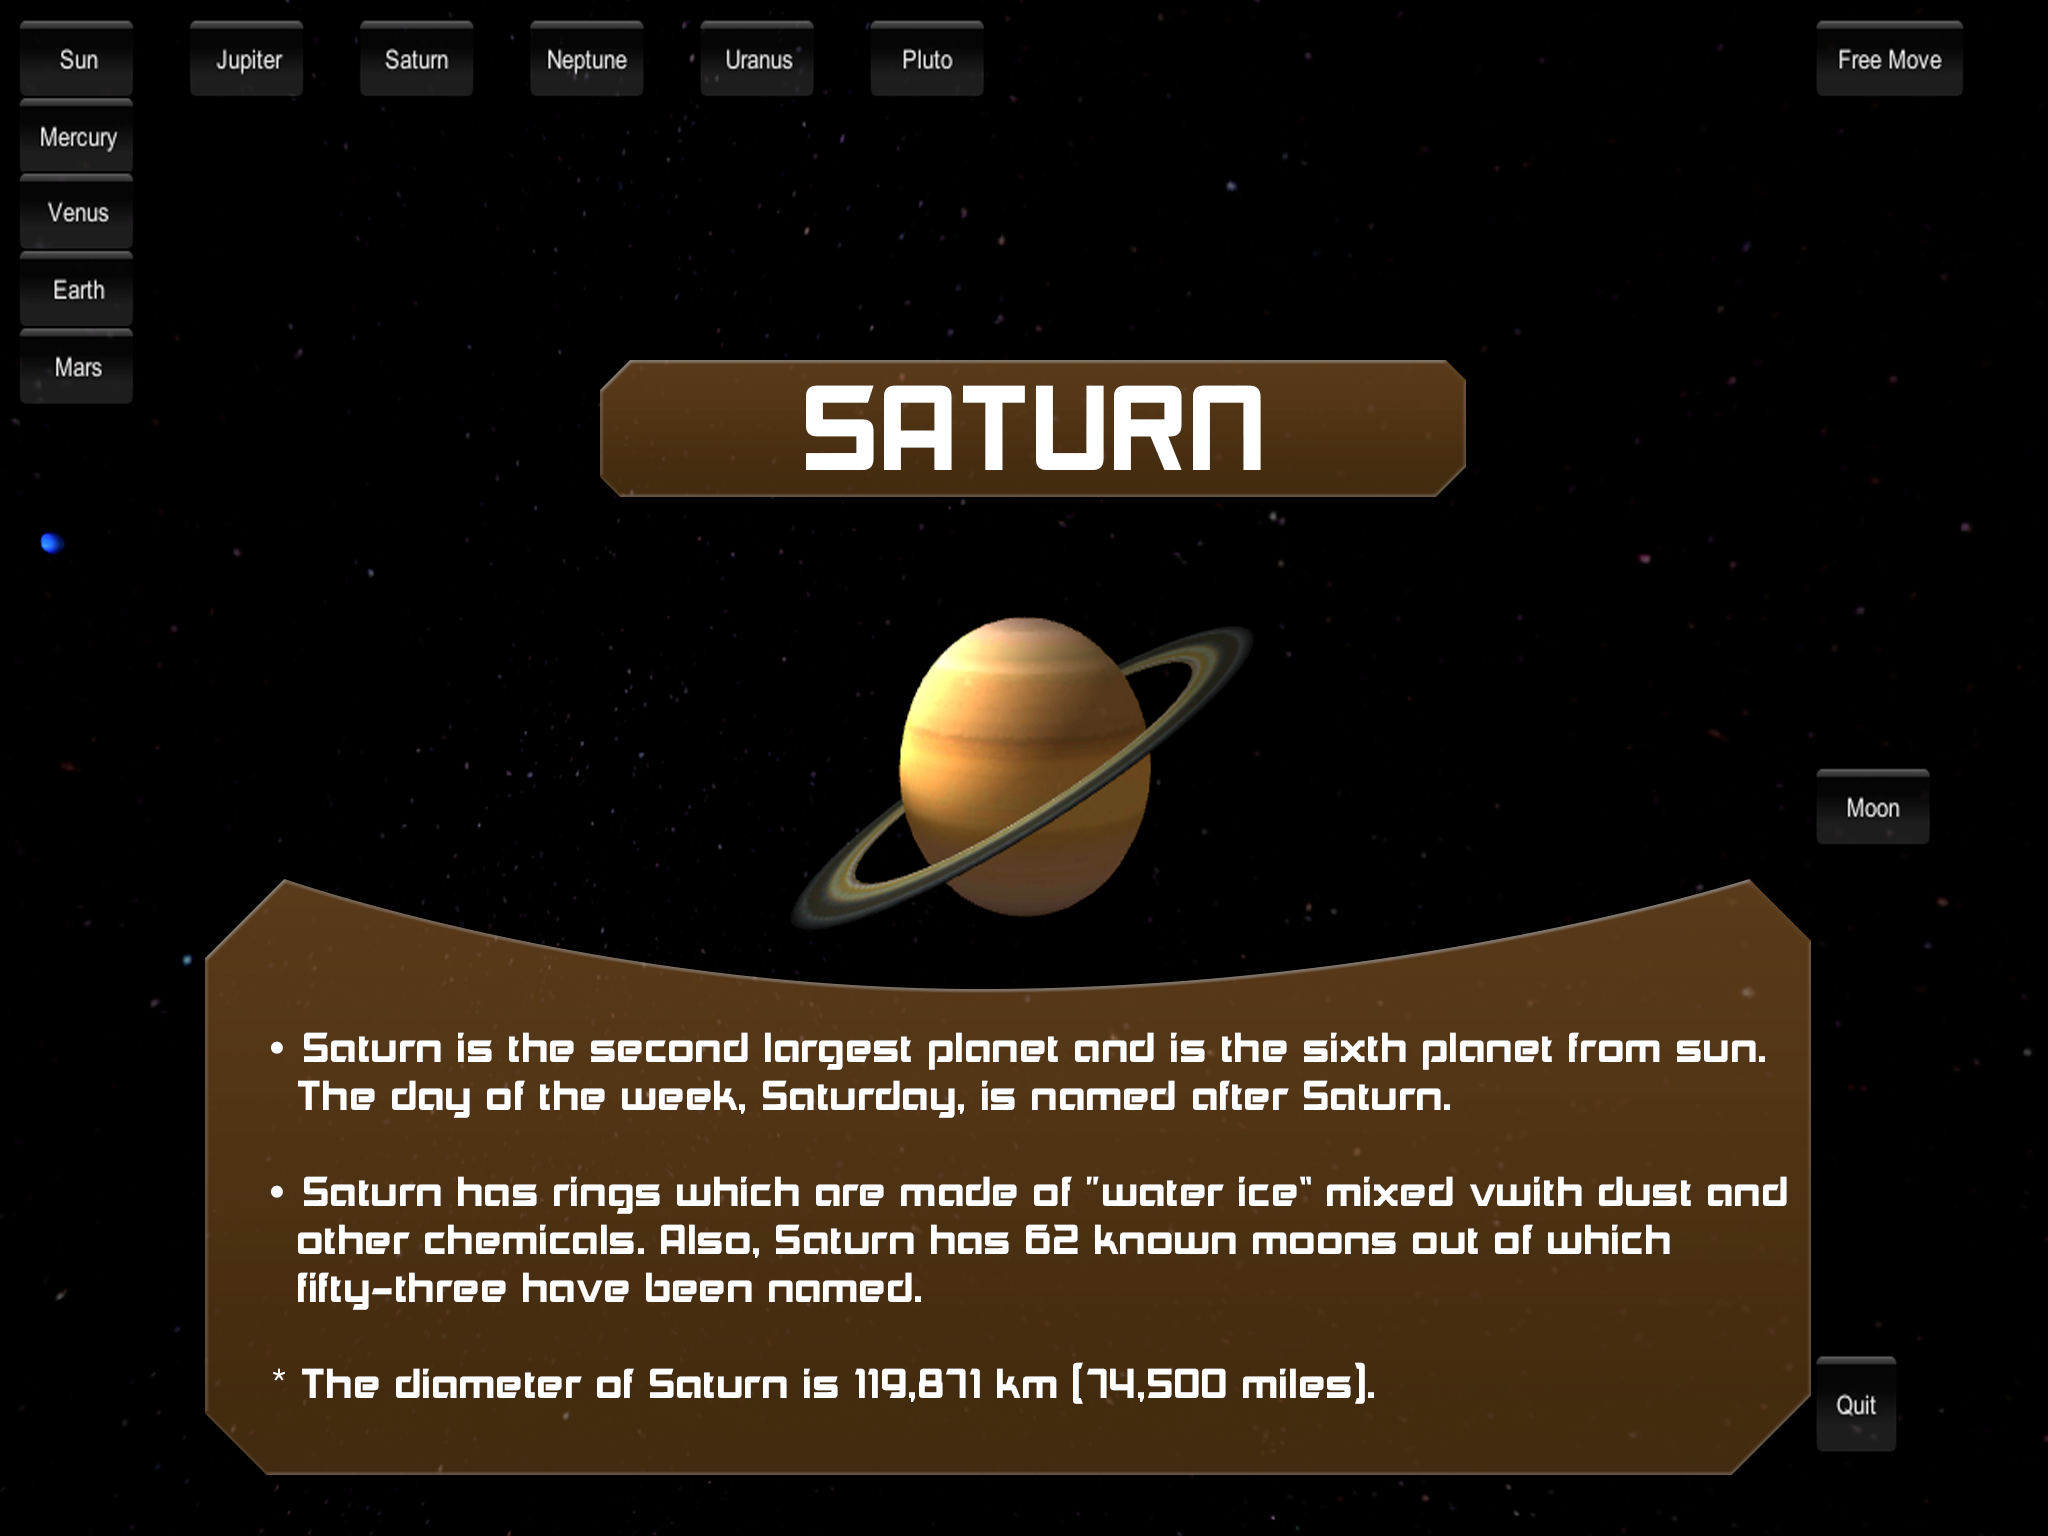 Sun Jupiter Saturn Neptune Uranus Pluto Free Move
Mercury
Venus
Earth
Mars
SATURN
Moon
• Saturn is the second largest planet and is the sixth planet from sun.
The day of the week, Saturday, is named after Saturn.
• Saturn has rings which are made of "water ice" mixed vwith dust and
other chemicals. Also, Saturn has 62 known moons out of which
fifty-three have been named.
* The diameter of Saturn is 119,871 km (74,500 miles).
Quit